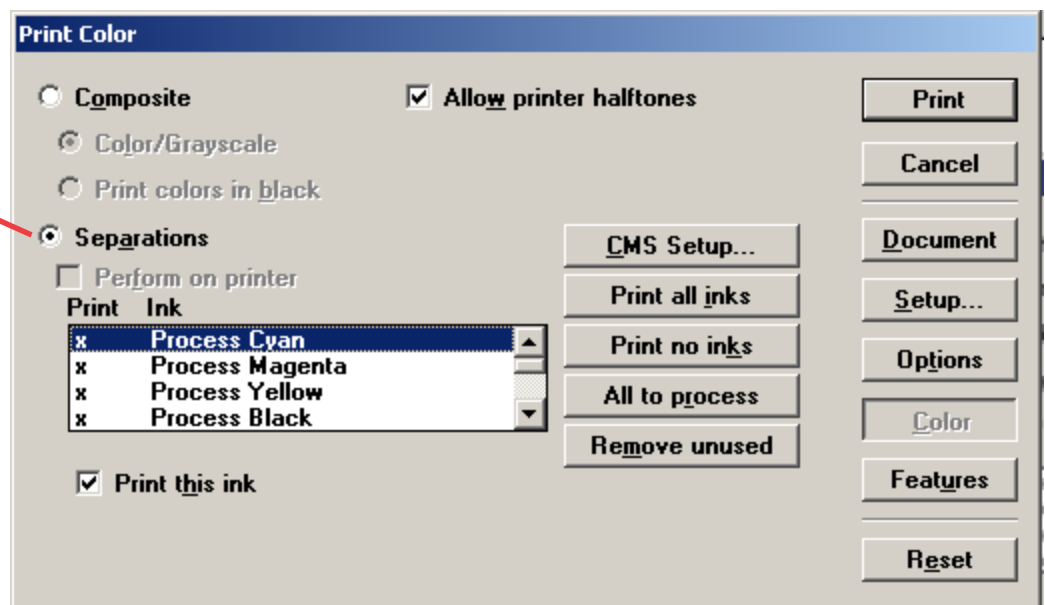 Print Color
Composite
Allow printer halftones
Print
Color/Grayscale
Cancel
Print colors in black
Separations
CMS Setup...
Document
Perform on printer
Print all inks
Setup...
Print Ink
x Process Cyan
Print no inks
x Process Magenta
Options
x Process Yellow
All to process
x Process Black
Color
Remove unused
Print this ink
Features
Reset